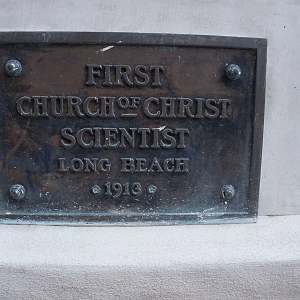 FIRST
CHURCH OF CHRIST
SCIENTIST
LONG BEACH
• 1913 •